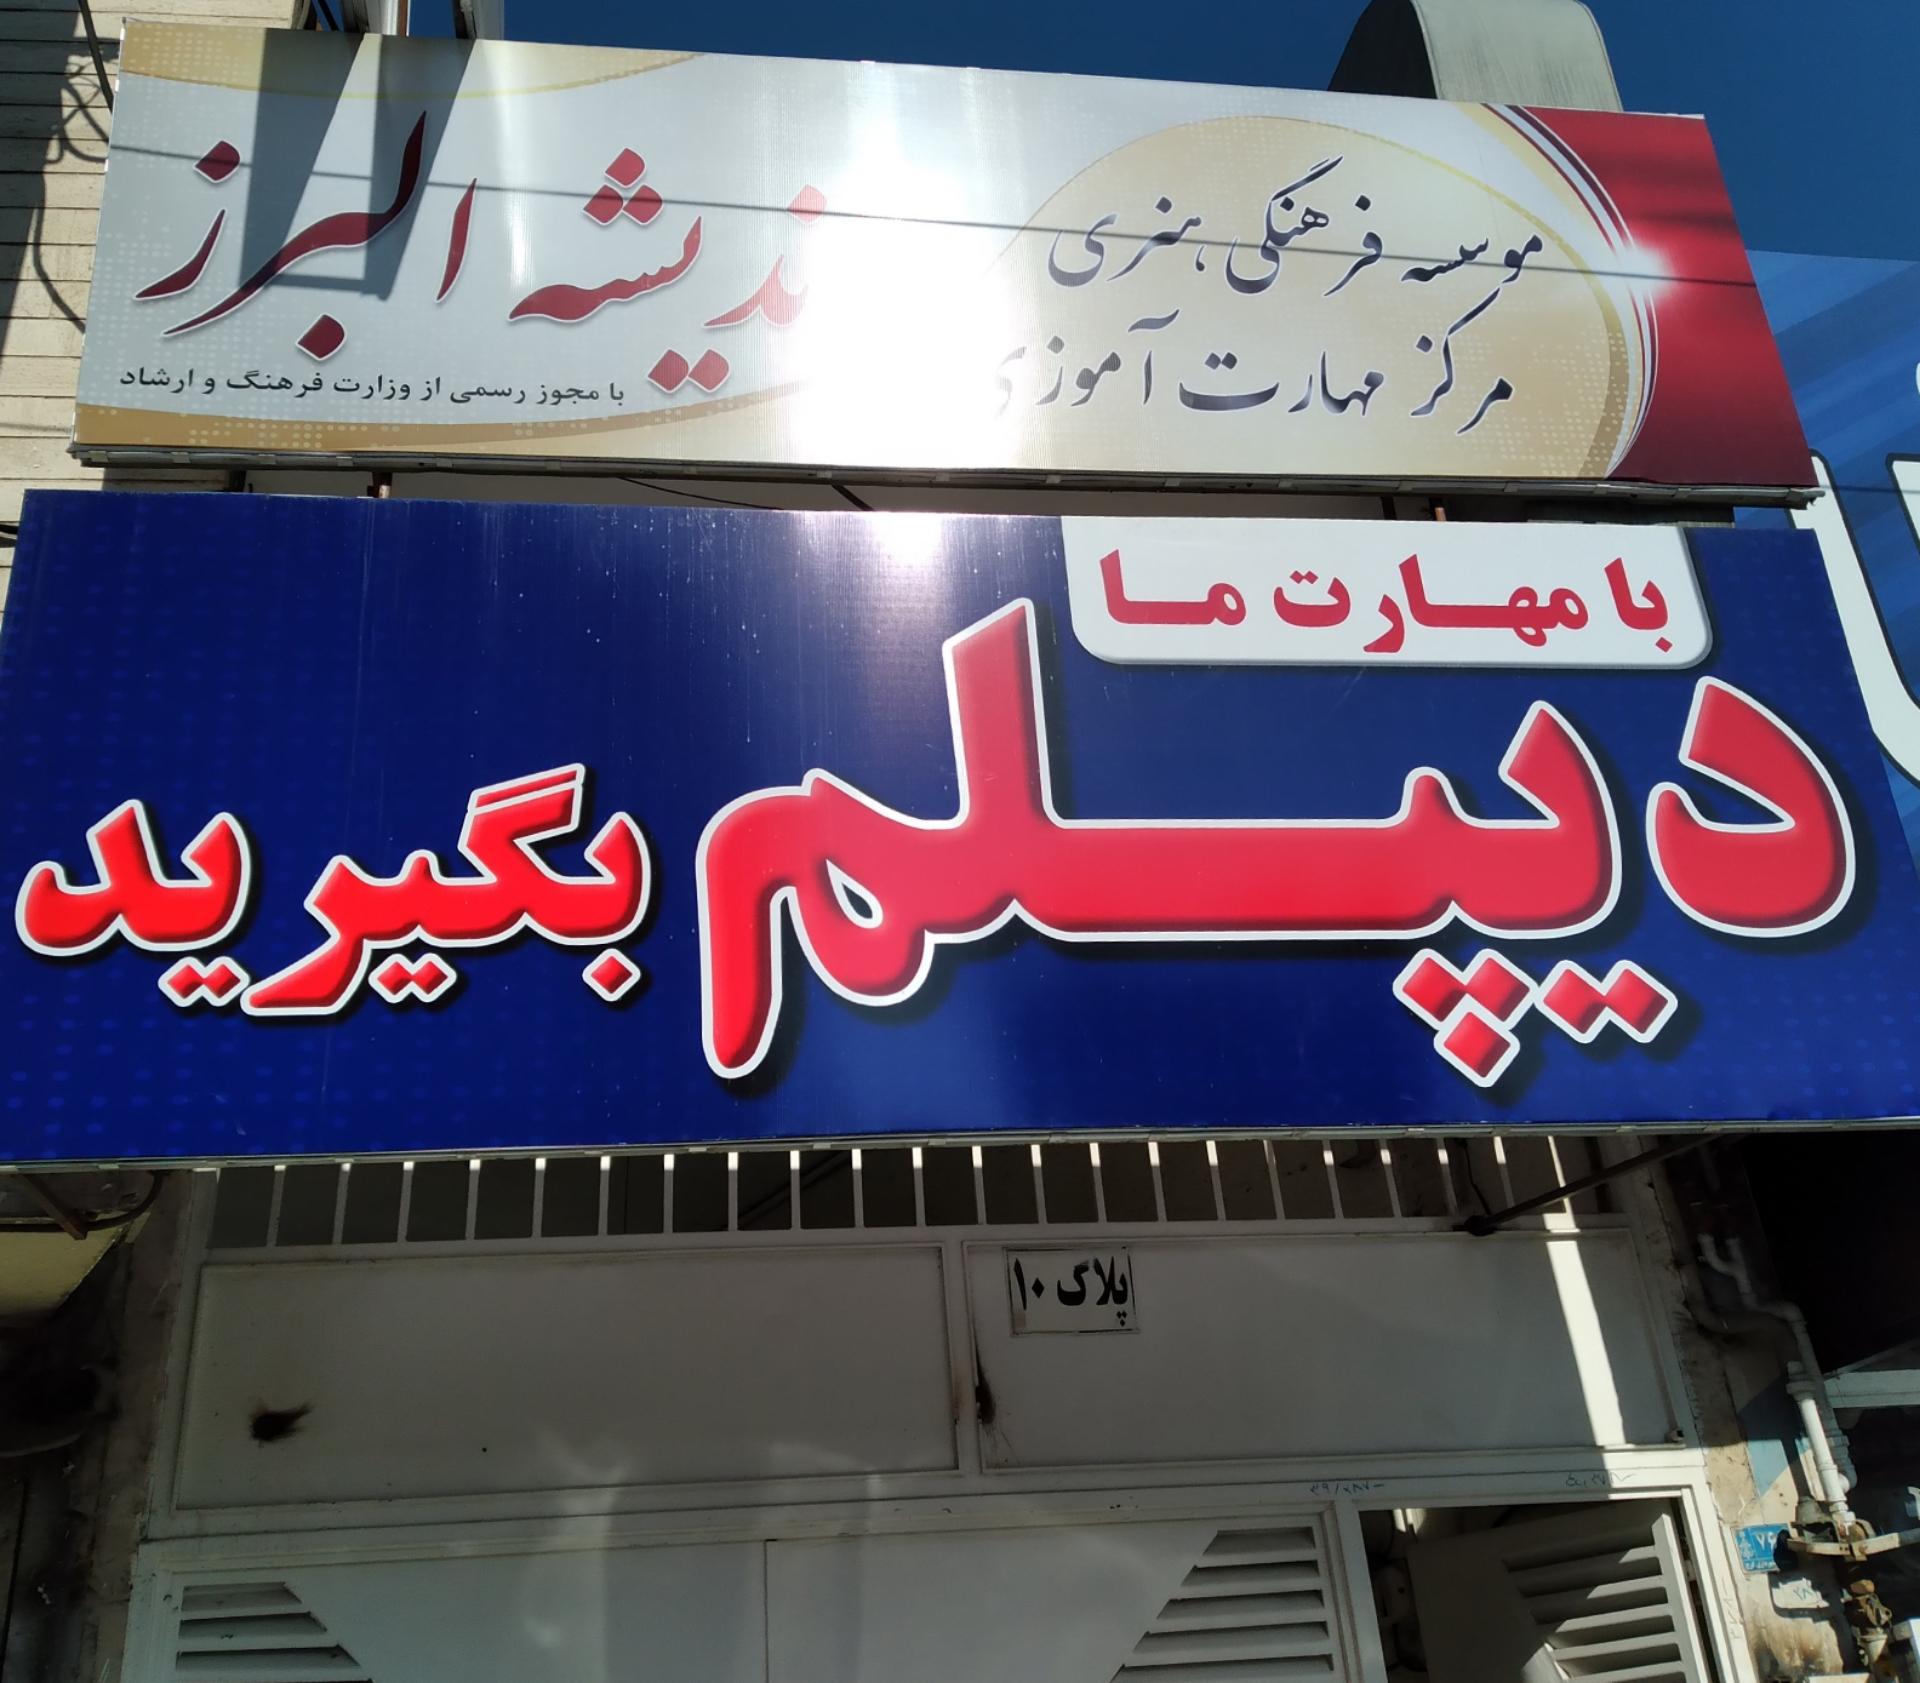 موسسه فرهنگی، هنری
مرکز مهارت آموزی
ندیشه البرز
با مجوز رسمی از وزارت فرهنگ و ارشاد
با مهارت ما
دیپلم بگیرید
پلاک ۱۰
۷۶